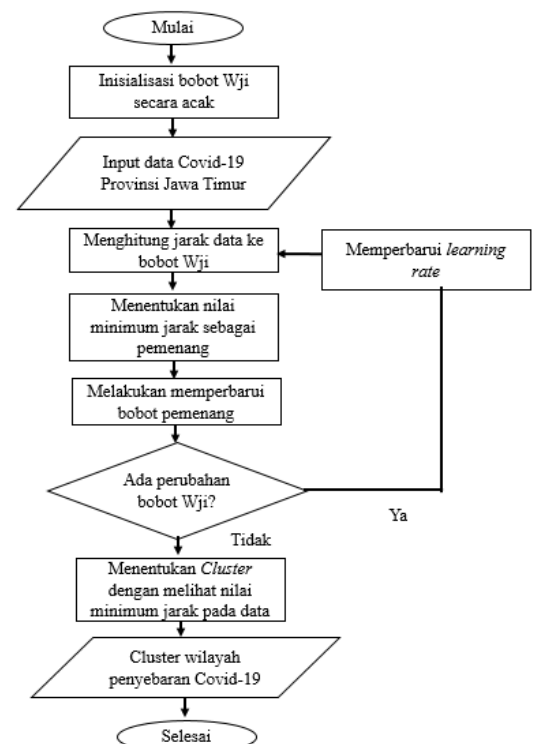 Mulai
Inisialisasi bobot Wji
secara acak
Input data Covid-19
Provinsi Jawa Timur
Menghitung jarak data ke
bobot Wji
Memperbarui learning
rate
Menentukan nilai
minimum jarak sebagai
pemenang
Melakukan memperbarui
bobot pemenang
Ada perubahan
bobot Wji?
Ya
Tidak
Menentukan Cluster
dengan melihat nilai
minimum jarak pada data
Cluster wilayah
penyebaran Covid-19
Selesai